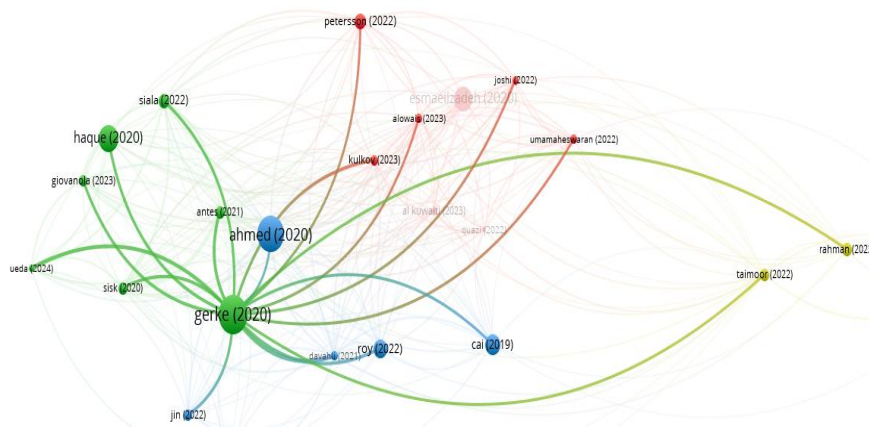 petersson (2022)
joshi (2022)
siala (2022)
esmaeilzadeh (2020)
alowais (2023)
haque (2020)
umamaheswaran (2022)
kulkov (2023)
giovanola (2023)
antes (2021)
al kuwaiti (2023)
quazi (2022)
ahmed (2020)
rahman (202
ueda (2024)
taimoor (2022)
sisk (2020)
gerke (2020)
cai (2019)
roy (2022)
davahli (2021)
jin (2022)